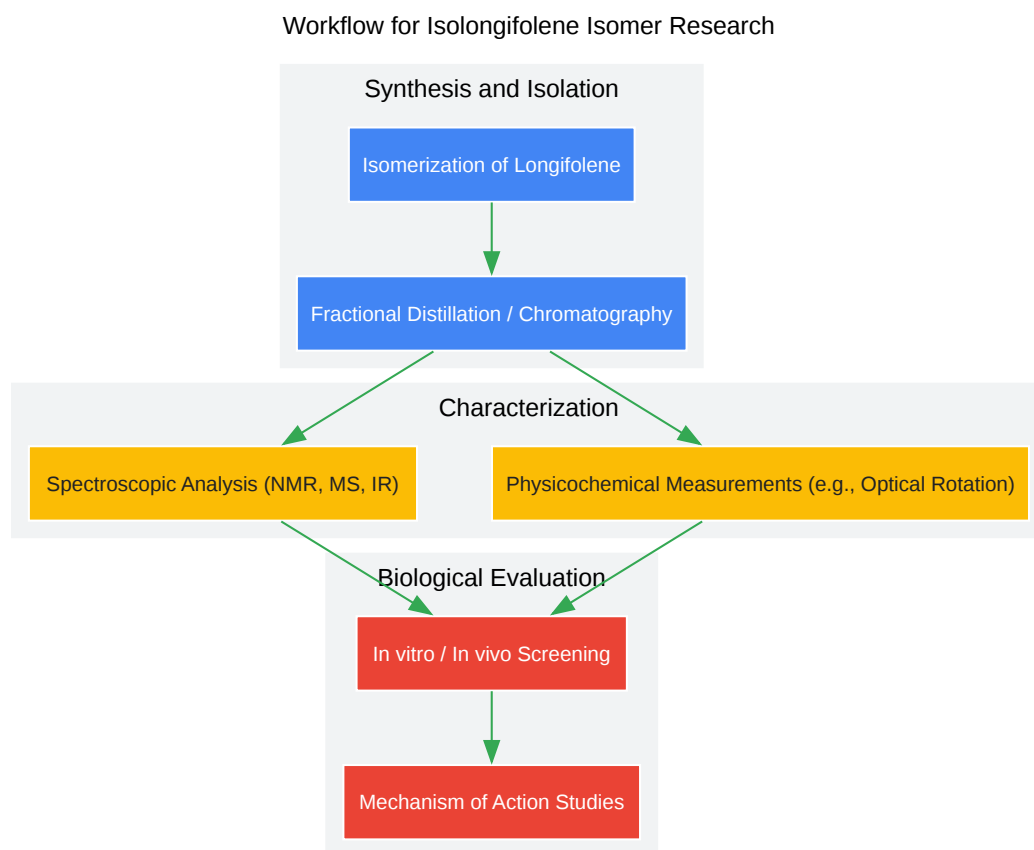 Workflow for Isolongifolene Isomer Research
Synthesis and Isolation
Isomerization of Longifolene
Fractional Distillation / Chromatography
Characterization
Spectroscopic Analysis (NMR, MS, IR)
Physicochemical Measurements (e.g., Optical Rotation)
Biological Evaluation
In vitro / In vivo Screening
Mechanism of Action Studies